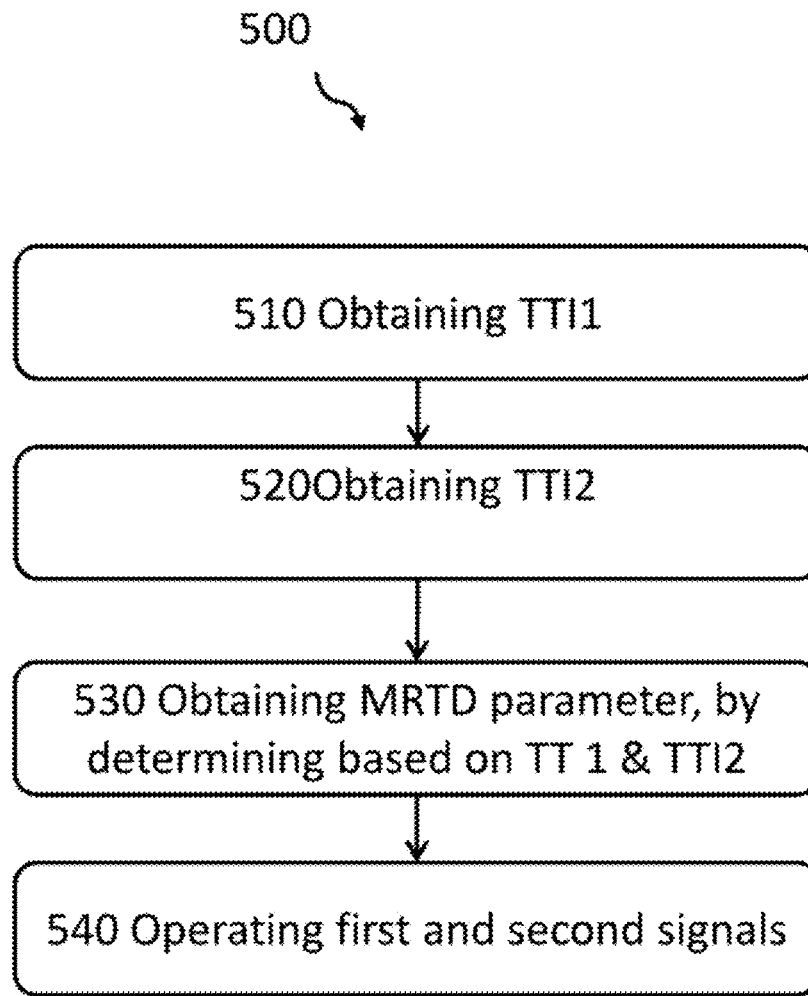 500
510 Obtaining TTI1
520Obtaining TTI2
530 Obtaining MRTD parameter, by
determining based on TT 1 & TTI2
540 Operating first and second signals